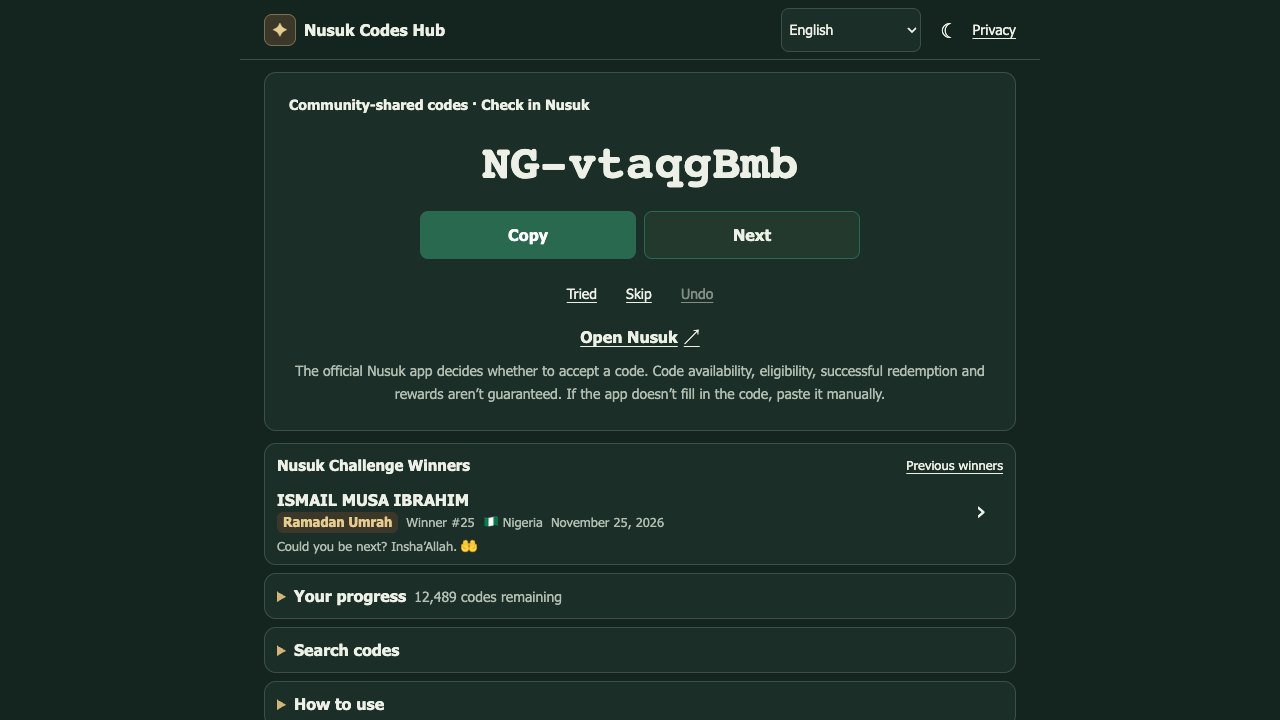 Nusuk Codes Hub
English
Privacy
Community-shared codes · Check in Nusuk
NG-vtaqgBmb
Copy
Next
Tried
Skip
Undo
Open Nusuk ↗
The official Nusuk app decides whether to accept a code. Code availability, eligibility, successful redemption and
rewards aren’t guaranteed. If the app doesn’t fill in the code, paste it manually.
Nusuk Challenge Winners
Previous winners
ISMAIL MUSA IBRAHIM
Ramadan Umrah Winner #25 🇳🇬 Nigeria November 25, 2026
Could you be next? Insha’Allah. 🤲
Your progress 12,489 codes remaining
Search codes
How to use